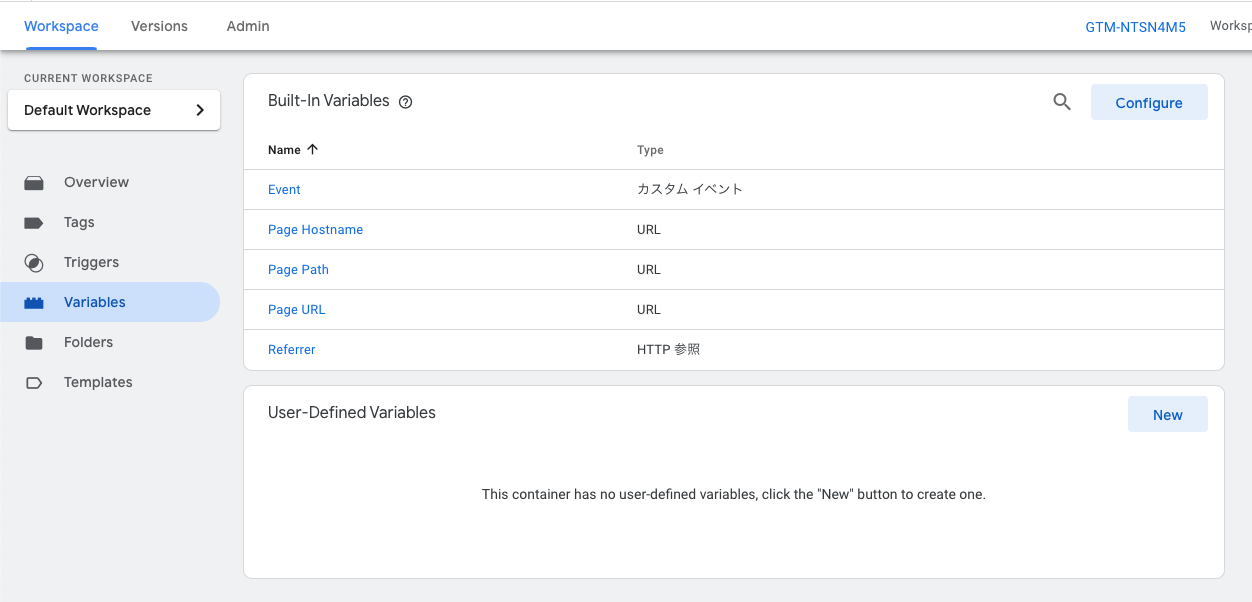 Workspace Versions Admin GTM-NTSN4M5
CURRENT WORKSPACE
Default Workspace
Overview
Tags
Triggers
Variables
Folders
Templates
Built-In Variables
Configure
Name Type
Event カスタム イベント
Page Hostname URL
Page Path URL
Page URL URL
Referrer HTTP 参照
User-Defined Variables
New
This container has no user-defined variables, click the "New" button to create one.